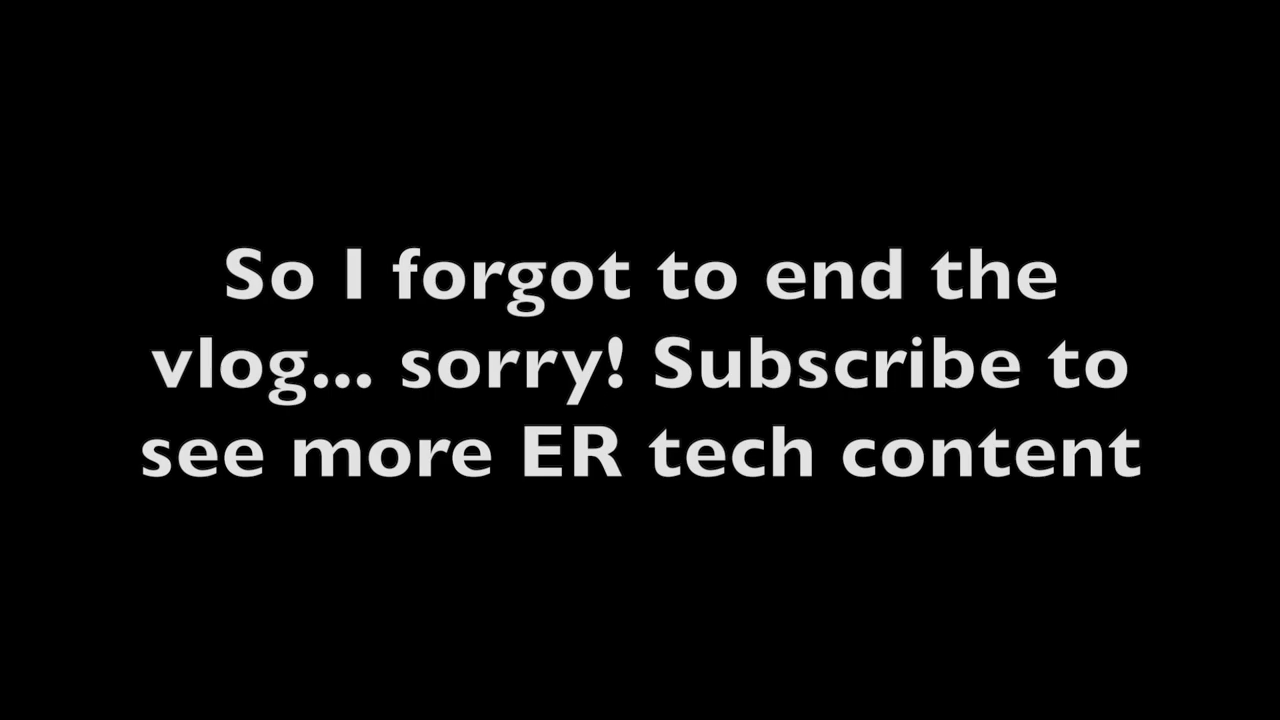 So I forgot to end the
vlog... sorry! Subscribe to
see more ER tech content